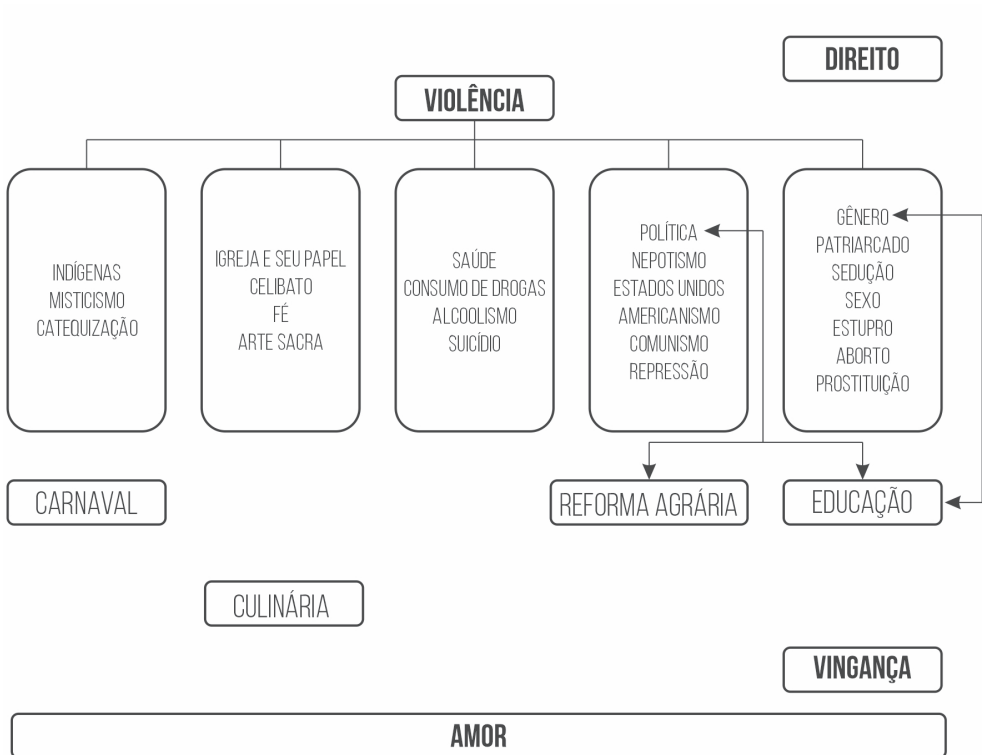 DIREITO
VIOLÊNCIA
INDÍGENAS
MISTICISMO
CATEQUIZAÇÃO
IGREJA E SEU PAPEL
CELIBATO
FÉ
ARTE SACRA
SAÚDE
CONSUMO DE DROGAS
ALCOOLISMO
SUICÍDIO
POLÍTICA
NEPOTISMO
ESTADOS UNIDOS
AMERICANISMO
COMUNISMO
REPRESSÃO
GÊNERO
PATRIARCADO
SEDUÇÃO
SEXO
ESTUPRO
ABORTO
PROSTITUIÇÃO
CARNAVAL
REFORMA AGRÁRIA
EDUCAÇÃO
CULINÁRIA
VINGANÇA
AMOR